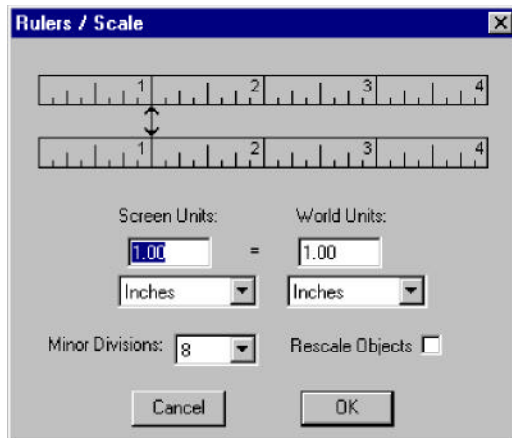 Rulers / Scale
1 2 3 4
1 2 3 4
Screen Units: World Units:
1.00 = 1.00
Inches Inches
Minor Divisions: 8 Rescale Objects
Cancel OK